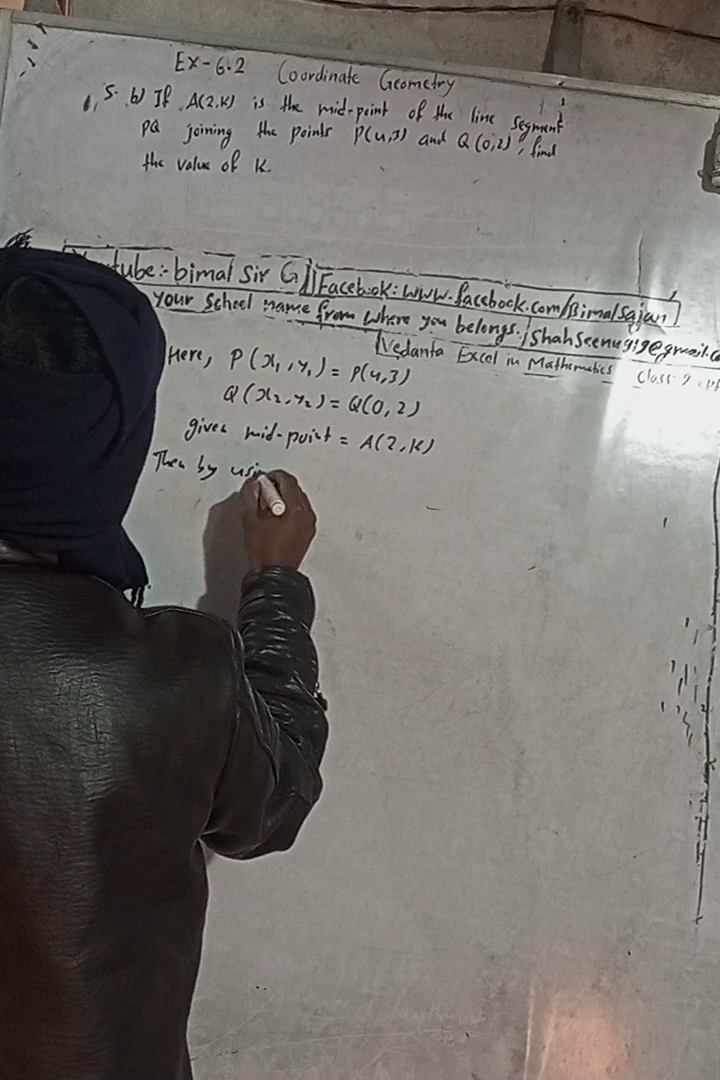 Ex-6.2 Coordinate Geometry
5. b) If A(2,K) is the mid-point of the line segment
PQ joining the points P(4,3) and Q(0,2), find
the value of K.
bimal Sir G || Facebook: www.facebook.com/Bimalsajan
your School name from where you belongs. / Shahseenu919@gmail.
Vedanta Excel in Mathematics Class-9
Here, P(x₁,y₁) = P(4,3)
Q(x₂,y₂) = Q(0,2)
given mid-point = A(2,K)
Then by